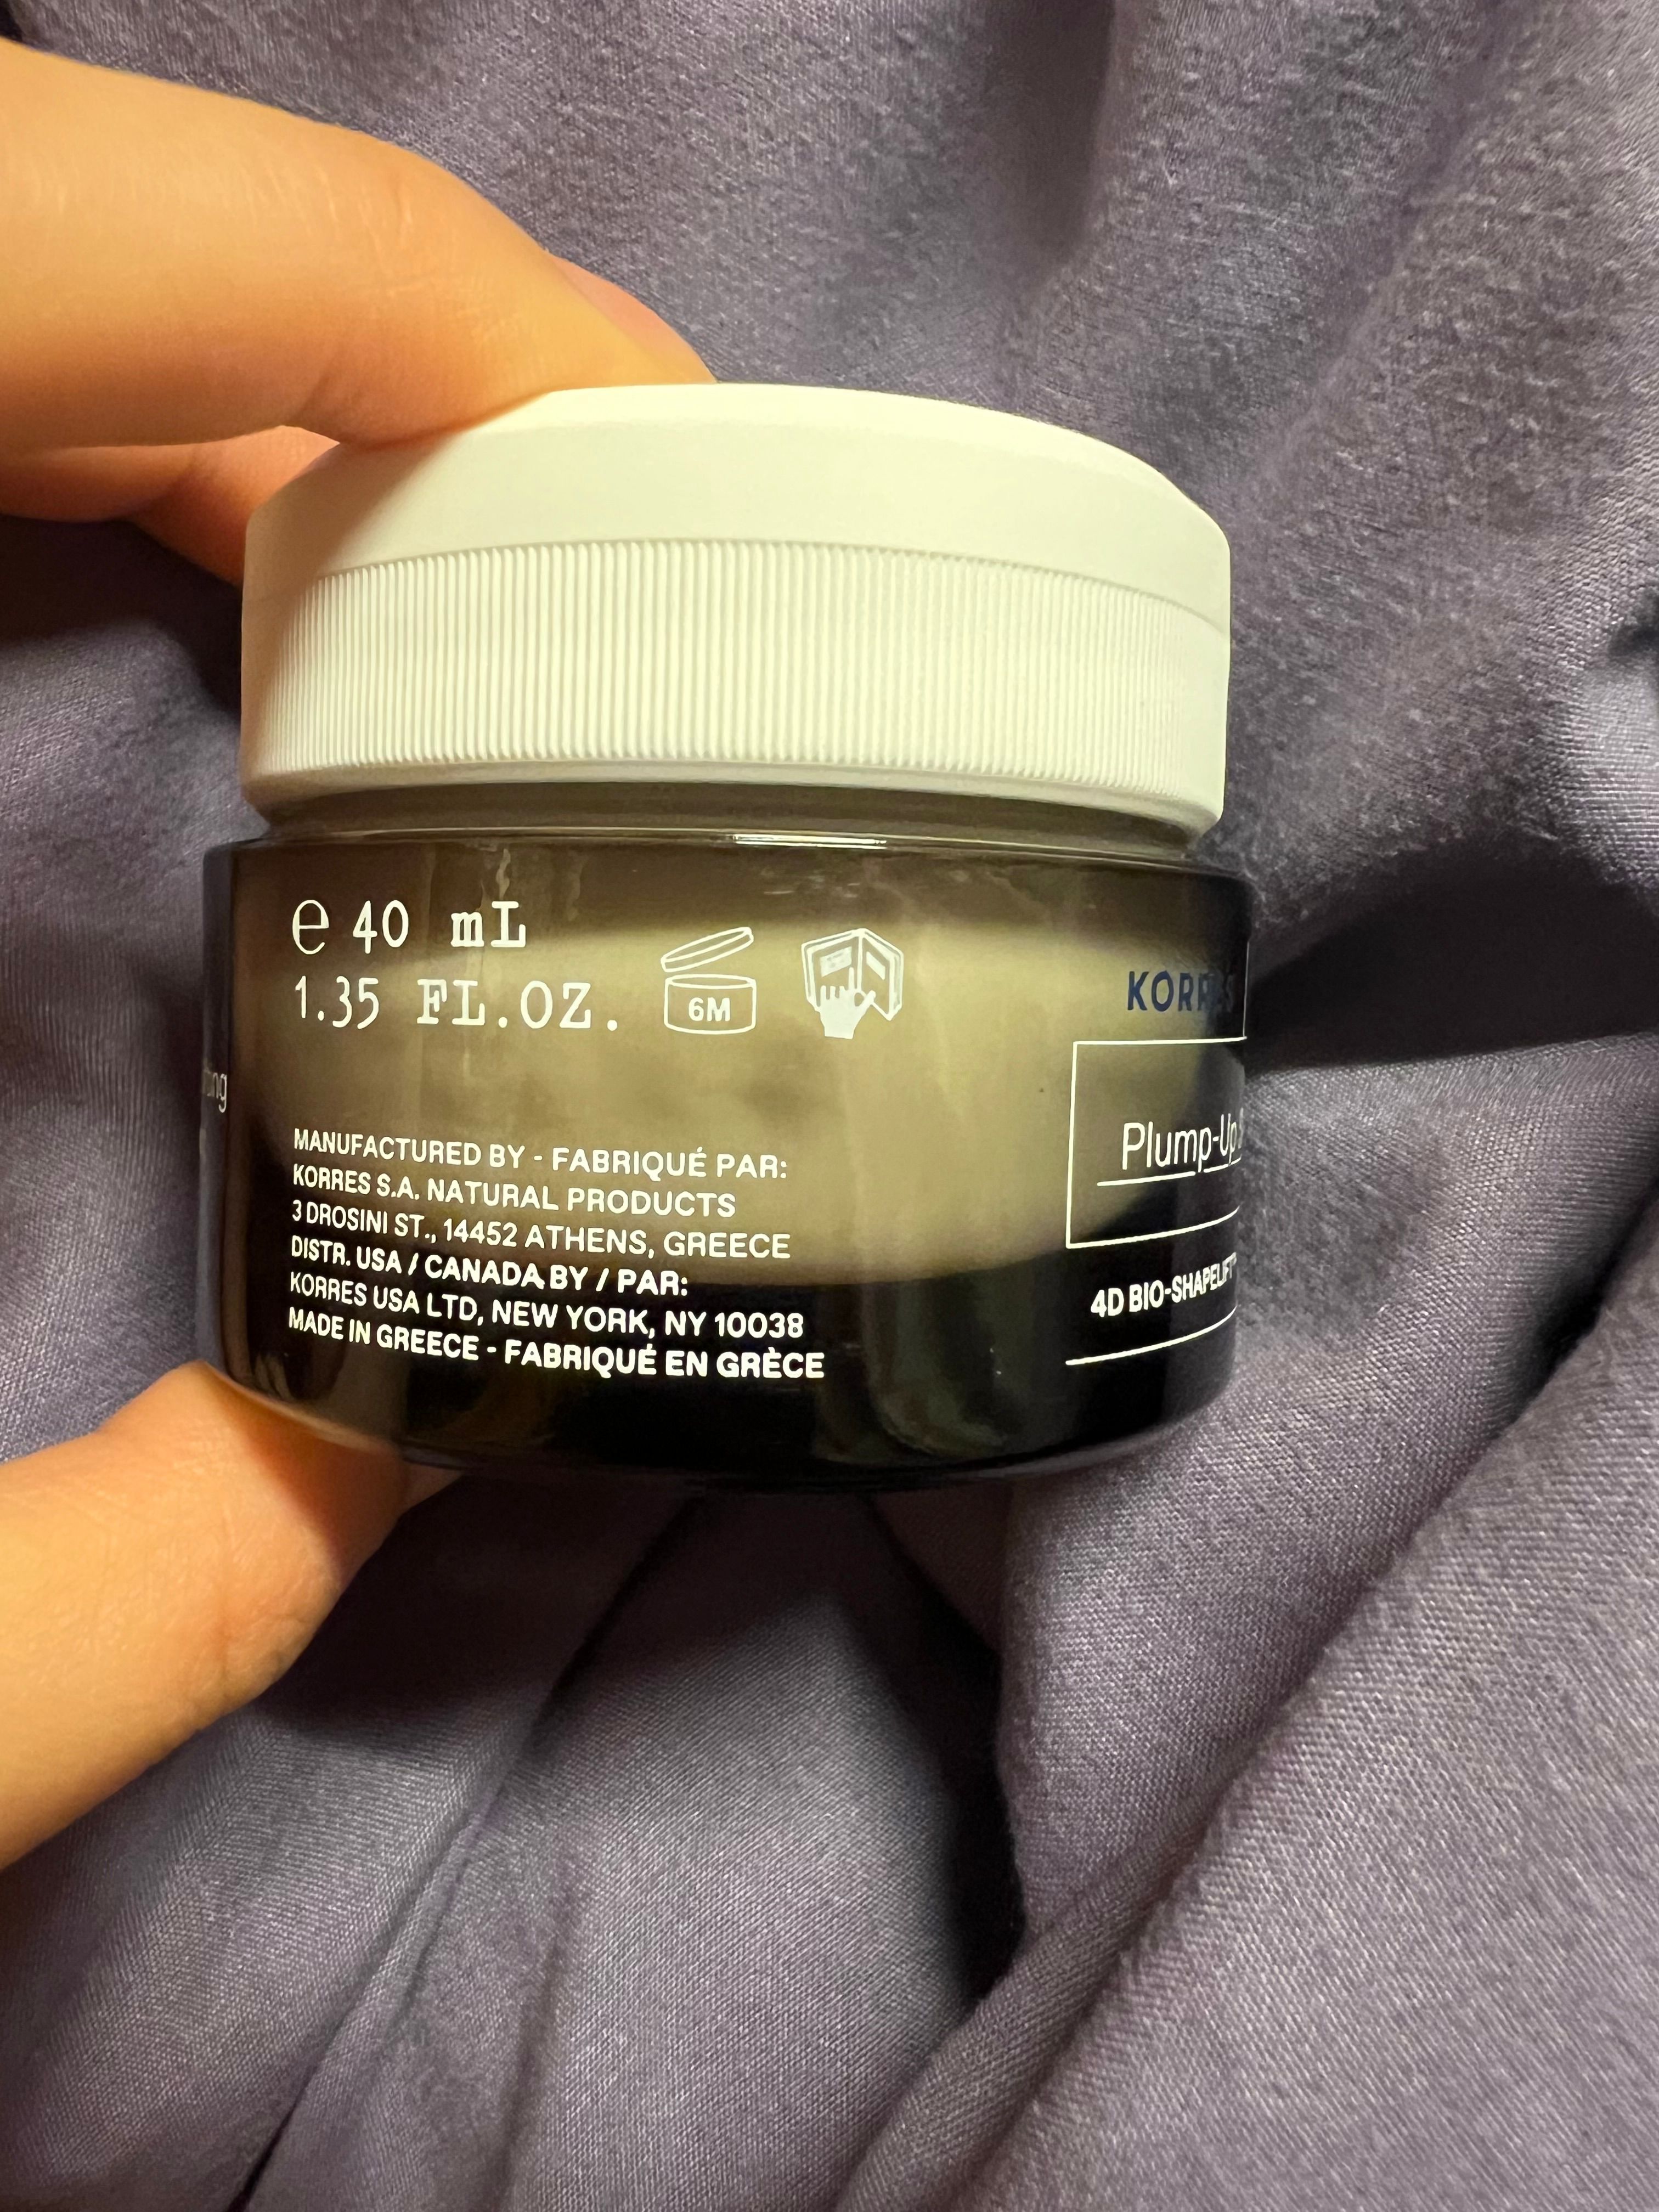 ℮ 40 mL
1.35 FL.OZ.
6M
MANUFACTURED BY - FABRIQUÉ PAR:
KORRES S.A. NATURAL PRODUCTS
3 DROSINI ST., 14452 ATHENS, GREECE
DISTR. USA / CANADA BY / PAR:
KORRES USA LTD, NEW YORK, NY 10038
MADE IN GREECE - FABRIQUÉ EN GRÈCE
KORRES
Plump-Up
4D BIO-SHAPELIFT™